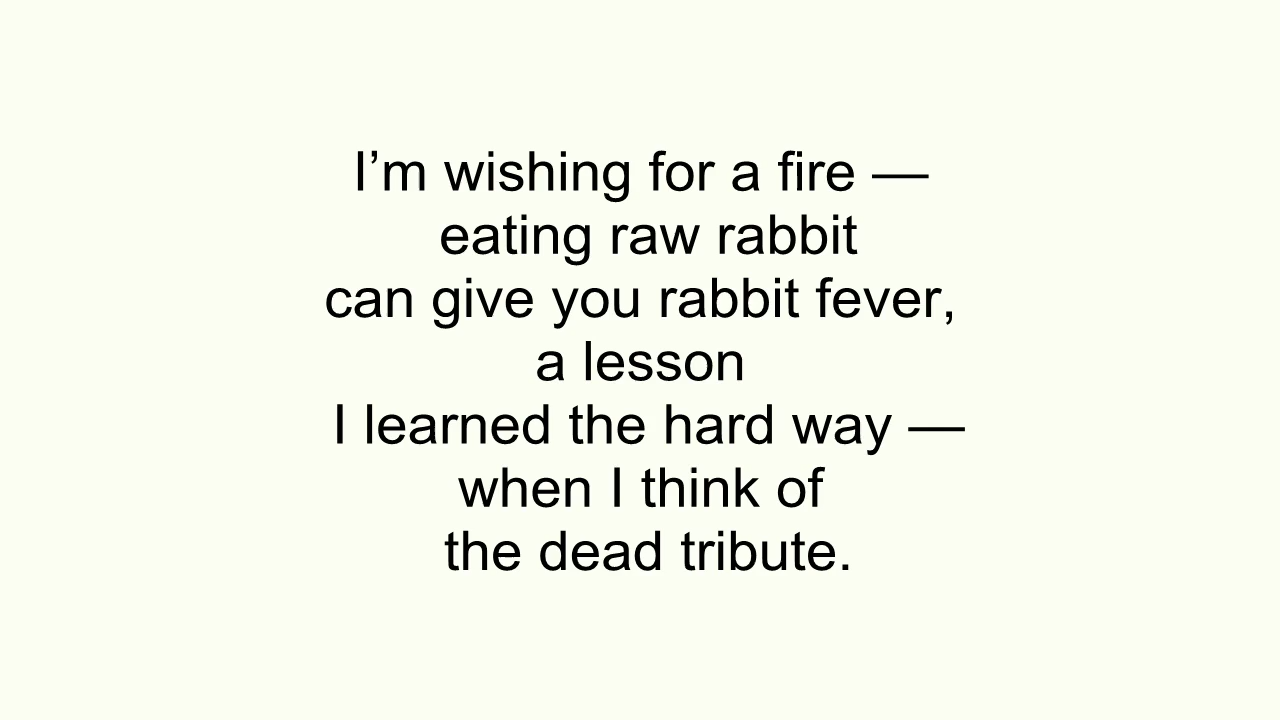 I’m wishing for a fire —
eating raw rabbit
can give you rabbit fever,
a lesson
I learned the hard way —
when I think of
the dead tribute.